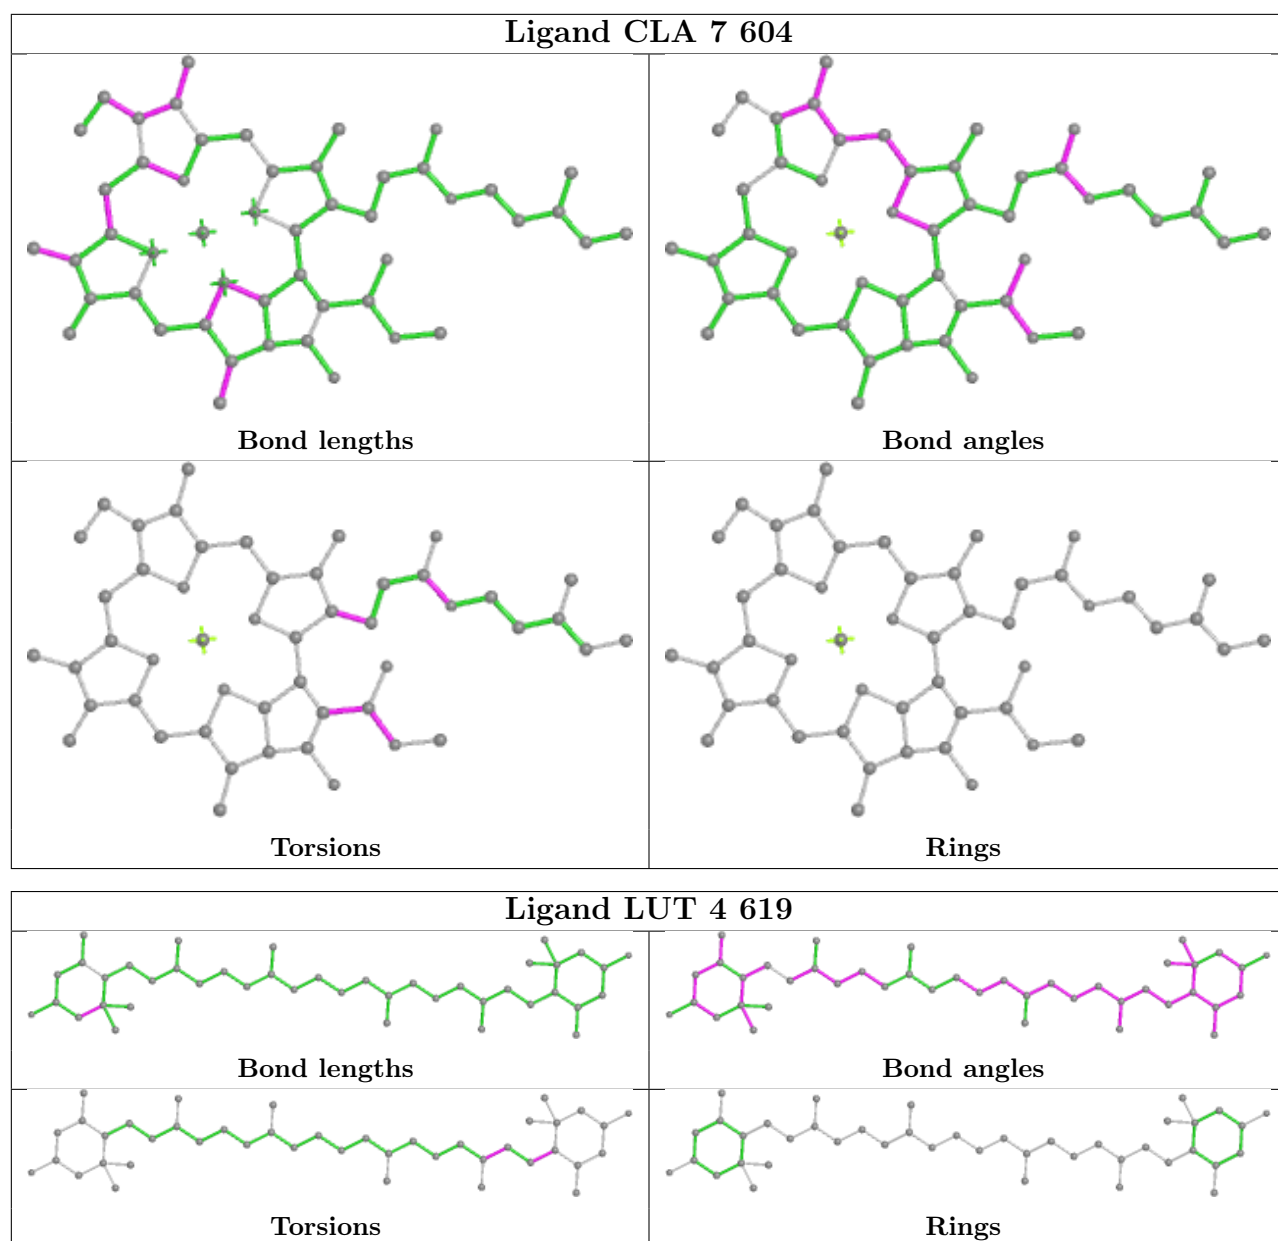 Ligand CLA 7 604
Bond lengths
Bond angles
Torsions
Rings
Ligand LUT 4 619
Bond lengths
Bond angles
Torsions
Rings